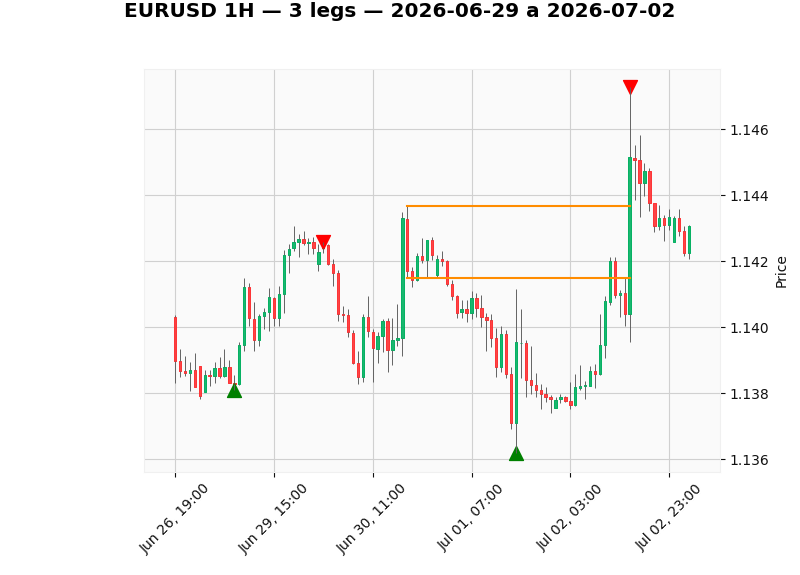 EURUSD 1H — 3 legs — 2026-06-29 a 2026-07-02
1.146
1.144
1.142
1.140
1.138
1.136
Price
Jun 26, 19:00
Jun 29, 15:00
Jun 30, 11:00
Jul 01, 07:00
Jul 02, 03:00
Jul 02, 23:00